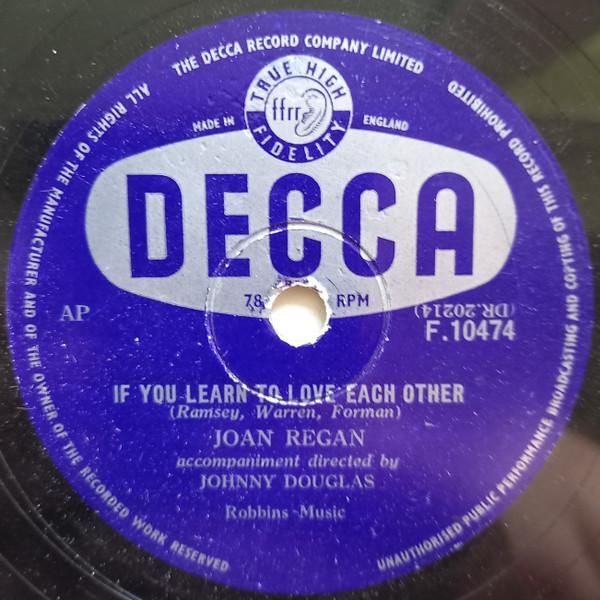 THE DECCA RECORD COMPANY LIMITED
ALL RIGHTS OF THE MANUFACTURER AND OF THE OWNER OF THE RECORDED WORK RESERVED
UNAUTHORISED PUBLIC PERFORMANCE BROADCASTING AND COPYING OF THIS RECORD PROHIBITED
TRUE HIGH
ffrr
FIDELITY
MADE IN ENGLAND
DECCA
78 RPM
AP
(DR.20214)
F.10474
IF YOU LEARN TO LOVE EACH OTHER
(Ramsey, Warren, Forman)
JOAN REGAN
accompaniment directed by
JOHNNY DOUGLAS
Robbins Music